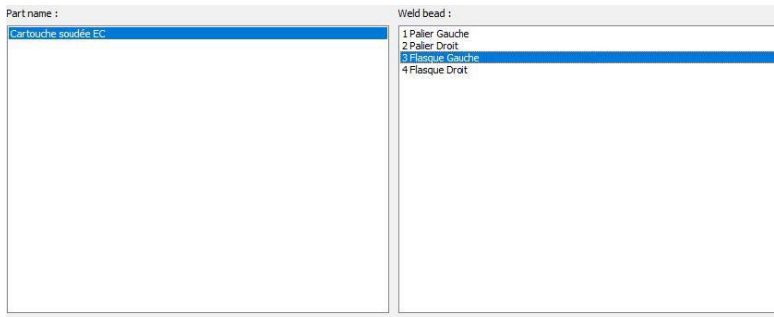 Part name :
Cartouche soudée EC
Weld bead :
1 Palier Gauche
2 Palier Droit
3 Flasque Gauche
4 Flasque Droit